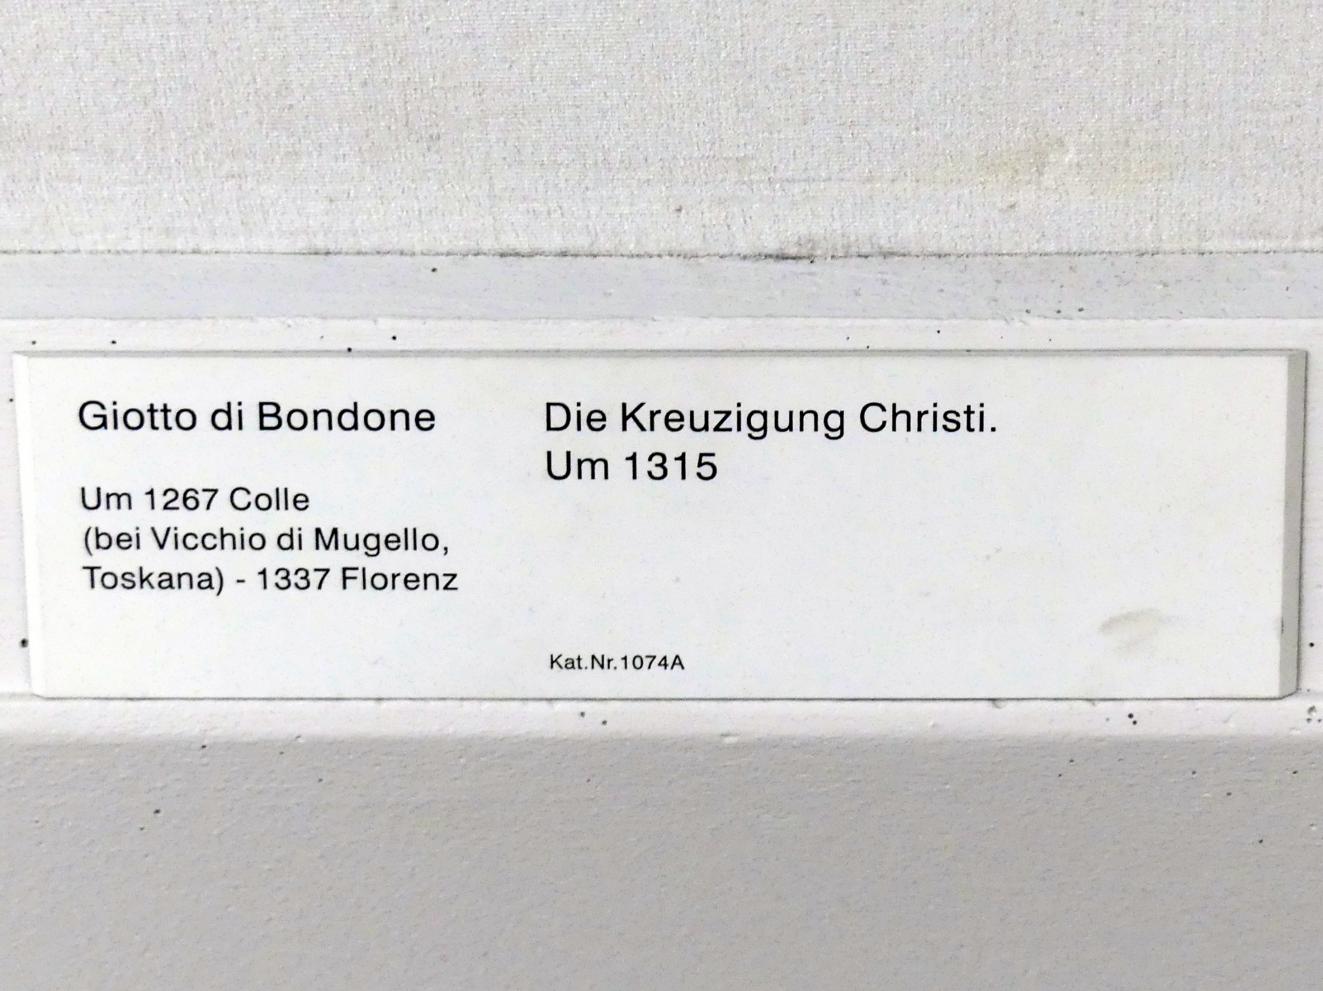 Giotto di Bondone
Um 1267 Colle
(bei Vicchio di Mugello,
Toskana) - 1337 Florenz
Die Kreuzigung Christi.
Um 1315
Kat.Nr.1074A